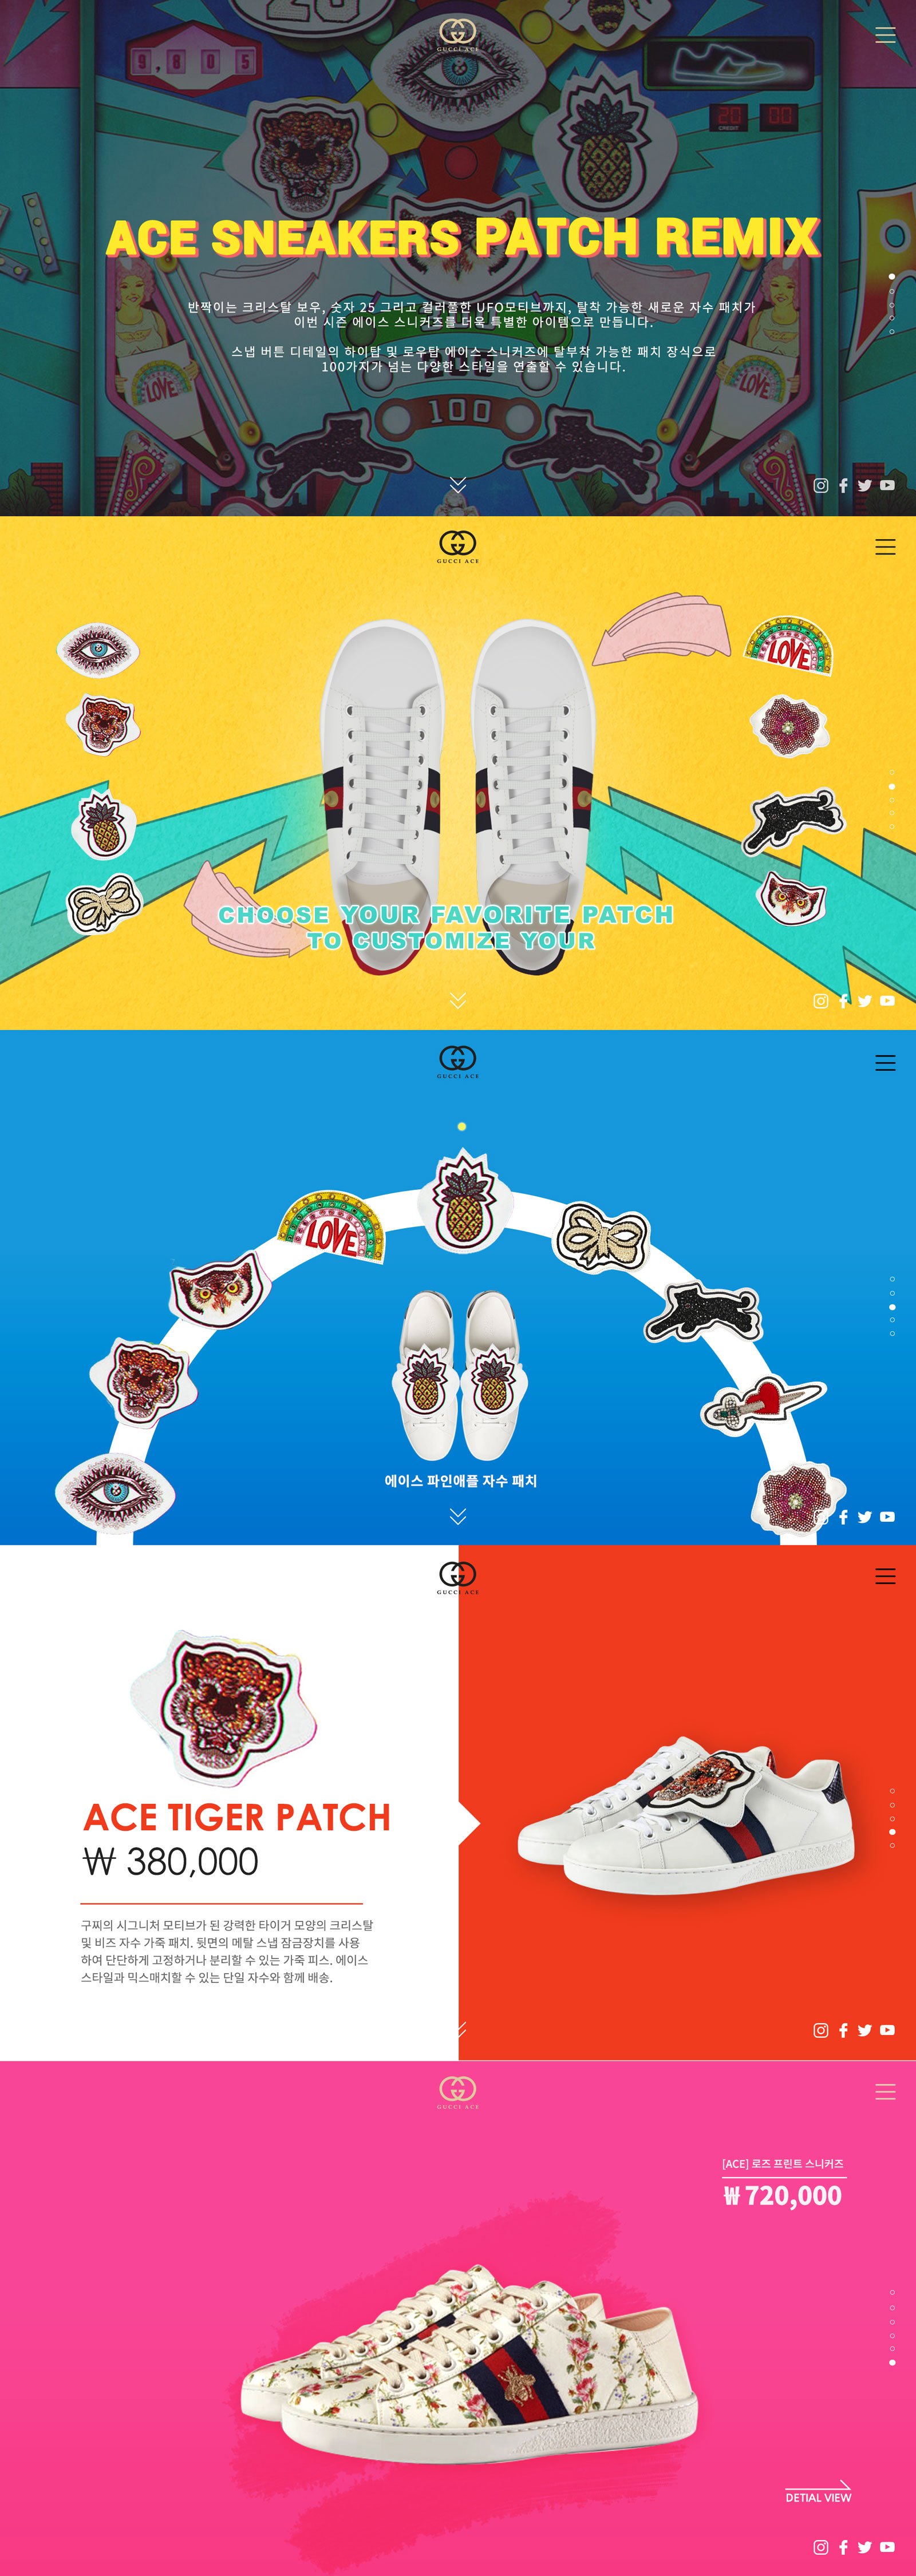 GUCCI ACE
9.805
20
00
CREDIT
ACE SNEAKERS PATCH REMIX
반짝이는 크리스탈 보우, 숫자 25 그리고 컬러풀한 UFO모티브까지, 탈착 가능한 새로운 자수 패치가
이번 시즌 에이스 스니커즈를 더욱 특별한 아이템으로 만듭니다.
스냅 버튼 디테일의 하이탑 및 로우탑 에이스 스니커즈에 탈부착 가능한 패치 장식으로
100가지가 넘는 다양한 스타일을 연출할 수 있습니다.
LOVE
LOVE
100
GUCCI ACE
LOVE
CHOOSE YOUR FAVORITE PATCH
TO CUSTOMIZE YOUR
GUCCI ACE
LOVE
에이스 파인애플 자수 패치
GUCCI ACE
ACE TIGER PATCH
₩ 380,000
구찌의 시그니처 모티브가 된 강력한 타이거 모양의 크리스탈
및 비즈 자수 가죽 패치. 뒷면의 메탈 스냅 잠금장치를 사용
하여 단단하게 고정하거나 분리할 수 있는 가죽 피스. 에이스
스타일과 믹스매치할 수 있는 단일 자수와 함께 배송.
GUCCI ACE
[ACE] 로즈 프린트 스니커즈
₩ 720,000
DETIAL VIEW